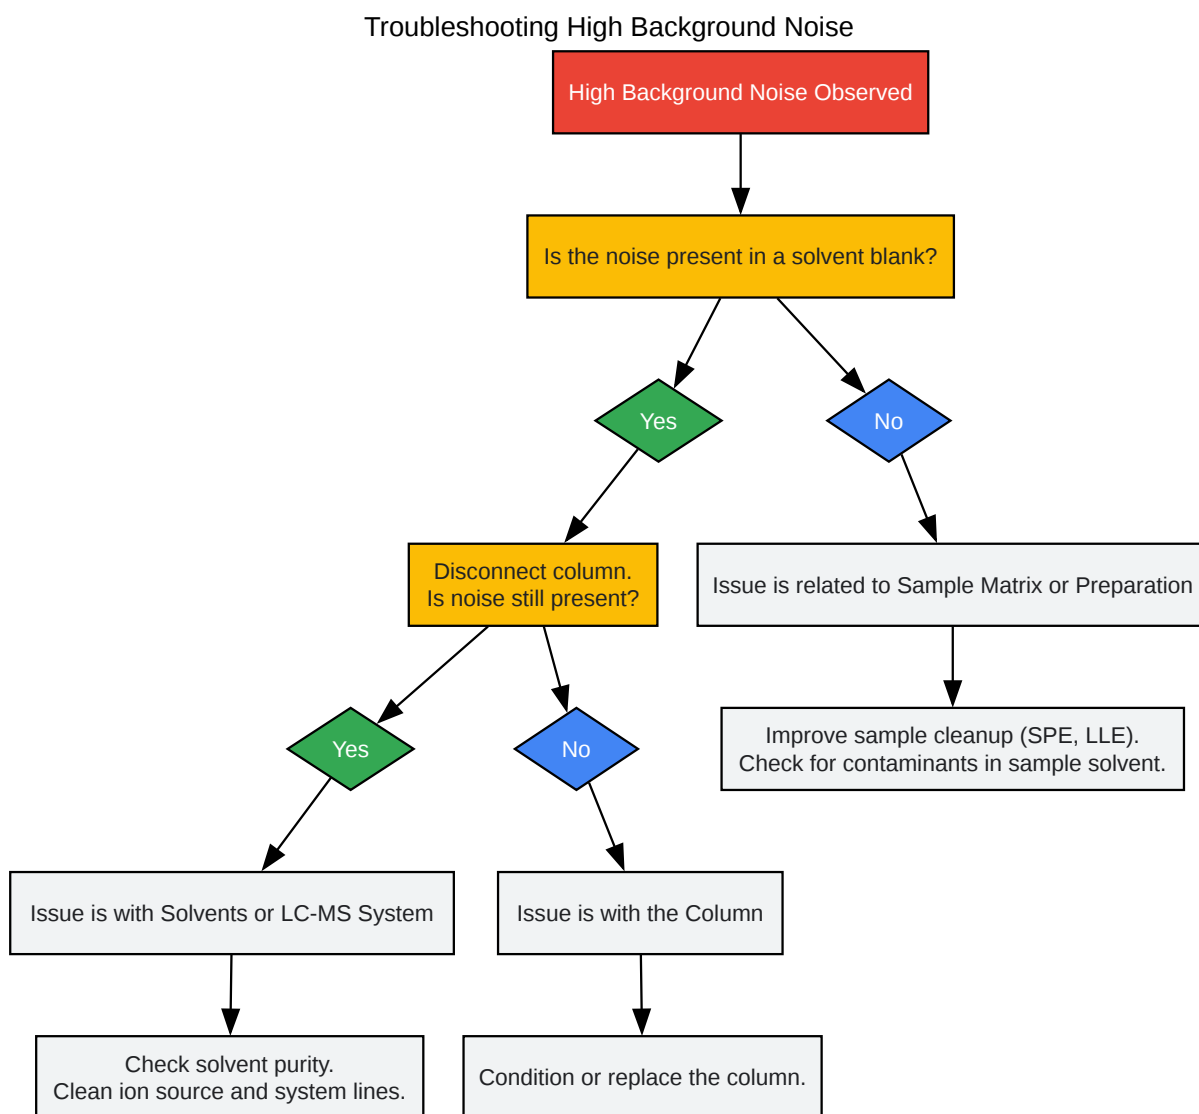 Troubleshooting High Background Noise
High Background Noise Observed
Is the noise present in a solvent blank?
Yes
No
Disconnect column.
Is noise still present?
Issue is related to Sample Matrix or Preparation
Yes
No
Improve sample cleanup (SPE, LLE).
Check for contaminants in sample solvent.
Issue is with Solvents or LC-MS System
Issue is with the Column
Check solvent purity.
Clean ion source and system lines.
Condition or replace the column.